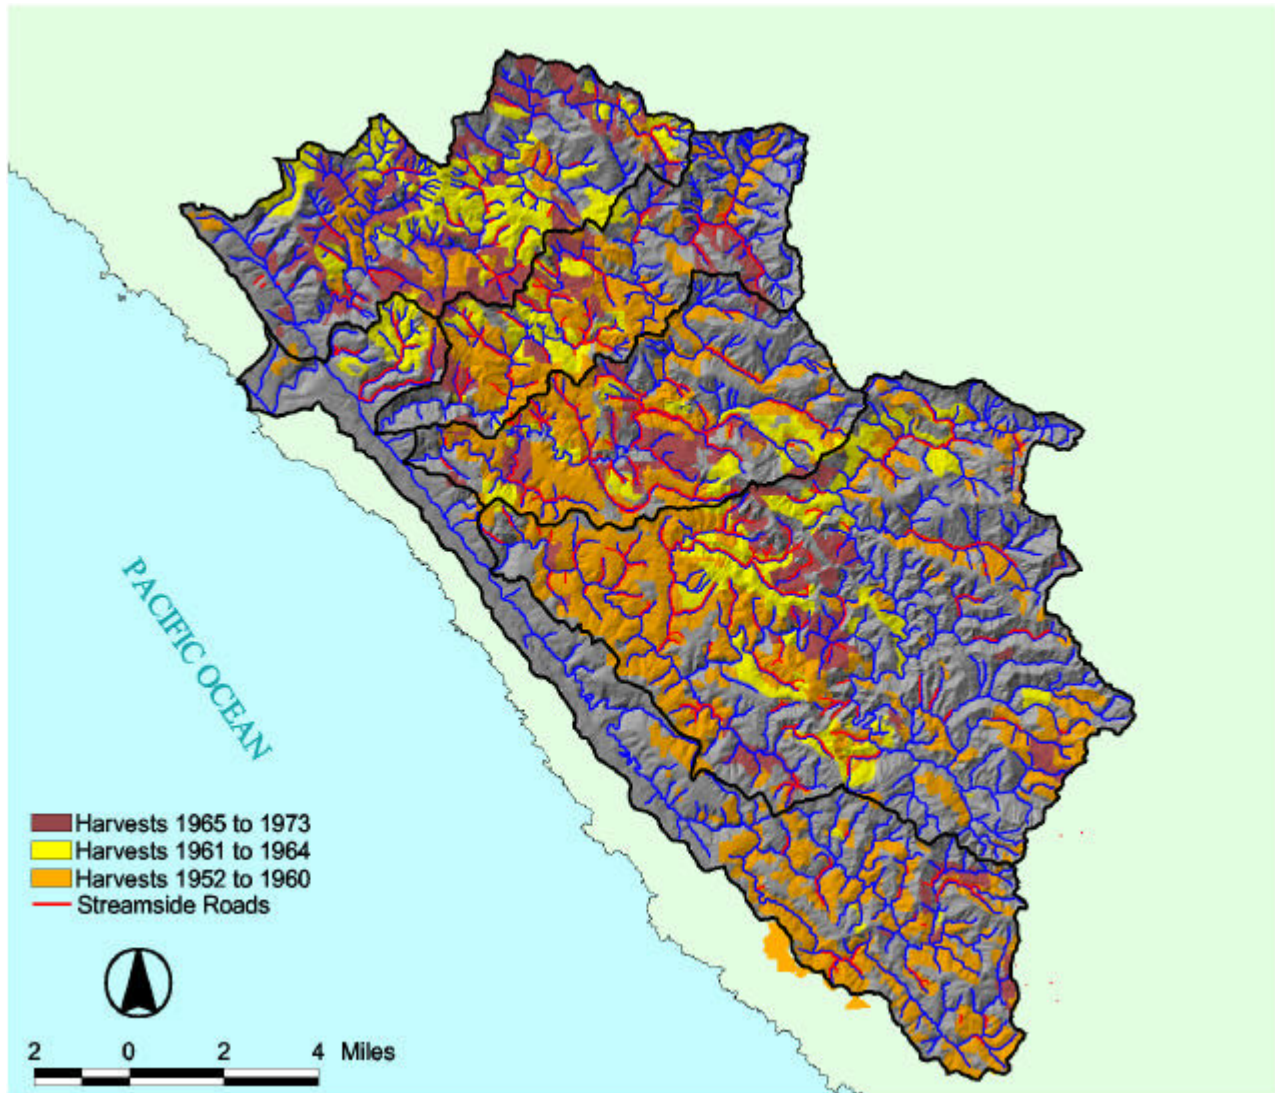 PACIFIC OCEAN
Harvests 1965 to 1973
Harvests 1961 to 1964
Harvests 1952 to 1960
Streamside Roads
2 0 2 4 Miles